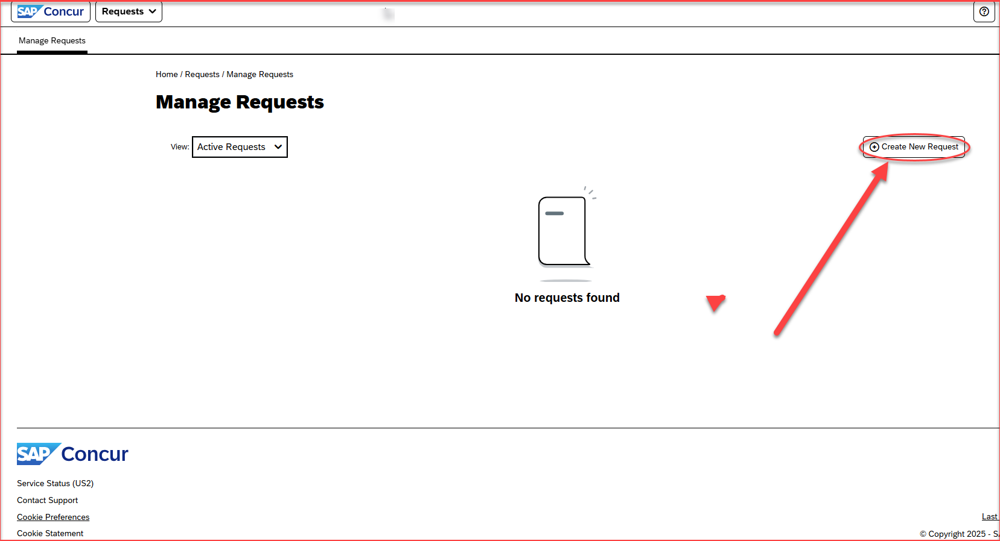 SAP Concur Requests
Manage Requests
Home / Requests / Manage Requests
Manage Requests
View: Active Requests
Create New Request
No requests found
SAP Concur
Service Status (US2)
Contact Support
Cookie Preferences
Last
Cookie Statement
© Copyright 2025 -